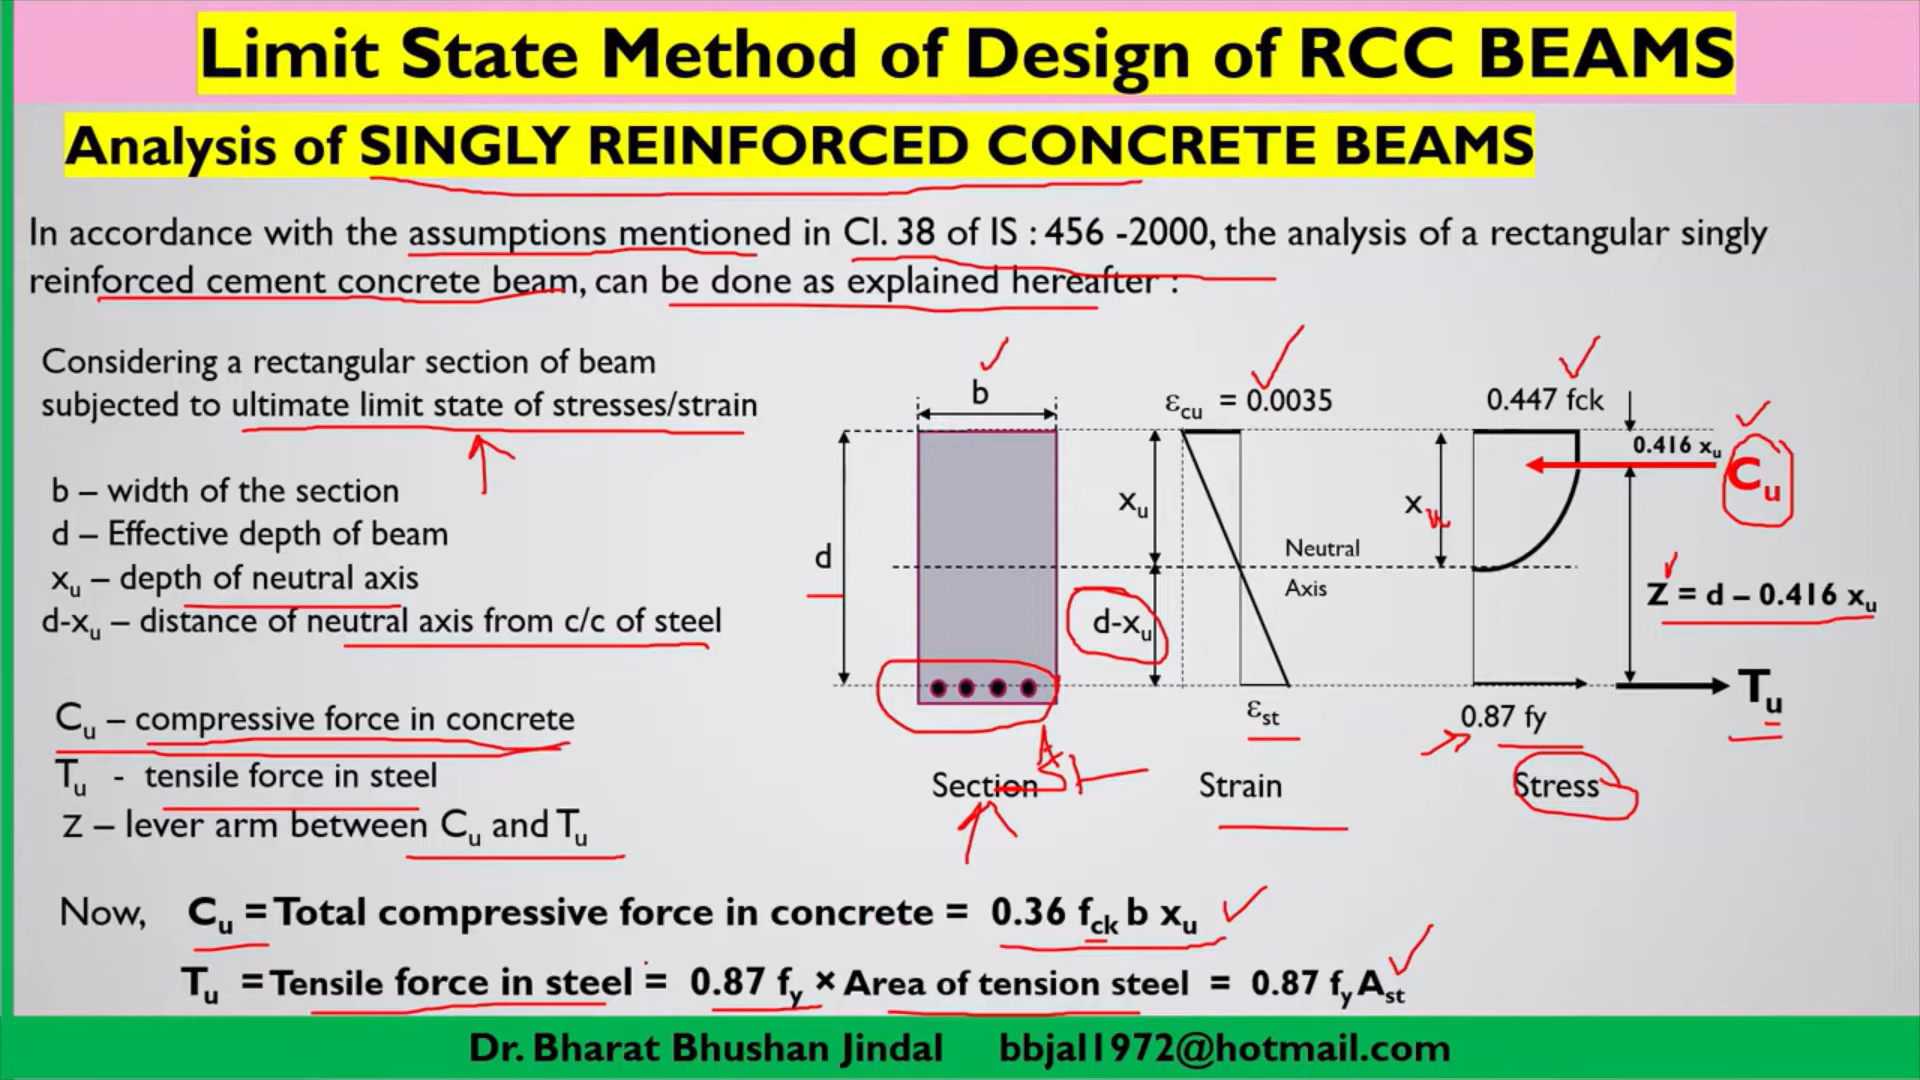 Limit State Method of Design of RCC BEAMS
Analysis of SINGLY REINFORCED CONCRETE BEAMS
In accordance with the assumptions mentioned in Cl. 38 of IS : 456 -2000, the analysis of a rectangular singly
reinforced cement concrete beam, can be done as explained hereafter :
Considering a rectangular section of beam
subjected to ultimate limit state of stresses/strain
b – width of the section
d – Effective depth of beam
xu – depth of neutral axis
d-xu – distance of neutral axis from c/c of steel
Cu – compressive force in concrete
Tu - tensile force in steel
Z – lever arm between Cu and Tu
b
d
xu
d-xu
Ast
Section
εcu = 0.0035
Neutral
Axis
εst
Strain
0.447 fck
xu
0.416 xu
Cu
Z = d – 0.416 xu
Tu
0.87 fy
Stress
Now, Cu = Total compressive force in concrete = 0.36 fck b xu
Tu = Tensile force in steel = 0.87 fy × Area of tension steel = 0.87 fy Ast
Dr. Bharat Bhushan Jindal bbjal1972@hotmail.com